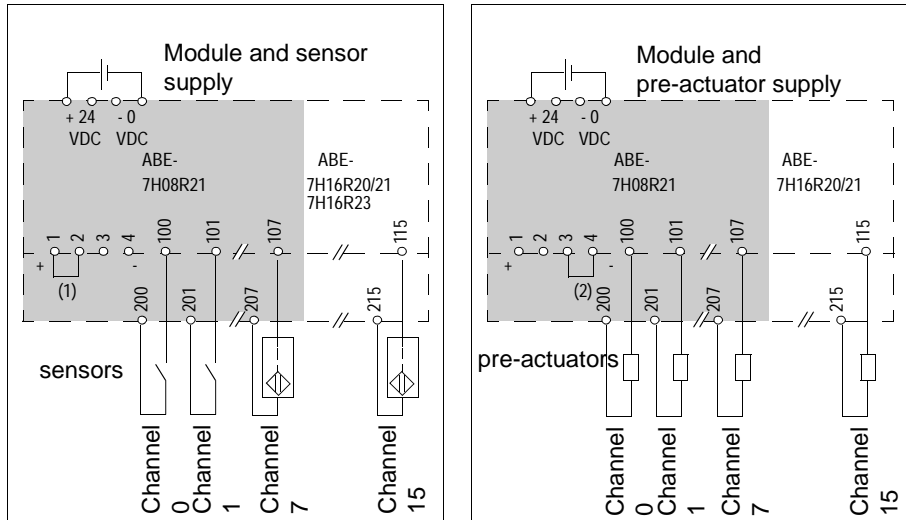 Module and sensor
supply
+ 24
VDC
- 0
VDC
ABE-
7H08R21
ABE-
7H16R20/21
7H16R23
1
2
3
4
100
101
107
115
+
-
(1)
200
201
207
215
sensors
Channel
0
Channel
1
Channel
7
Channel
15
Module and
pre-actuator supply
+ 24
VDC
- 0
VDC
ABE-
7H08R21
ABE-
7H16R20/21
1
2
3
4
100
101
107
115
+
-
(2)
200
201
207
215
pre-actuators
Channel
0
Channel
1
Channel
7
Channel
15